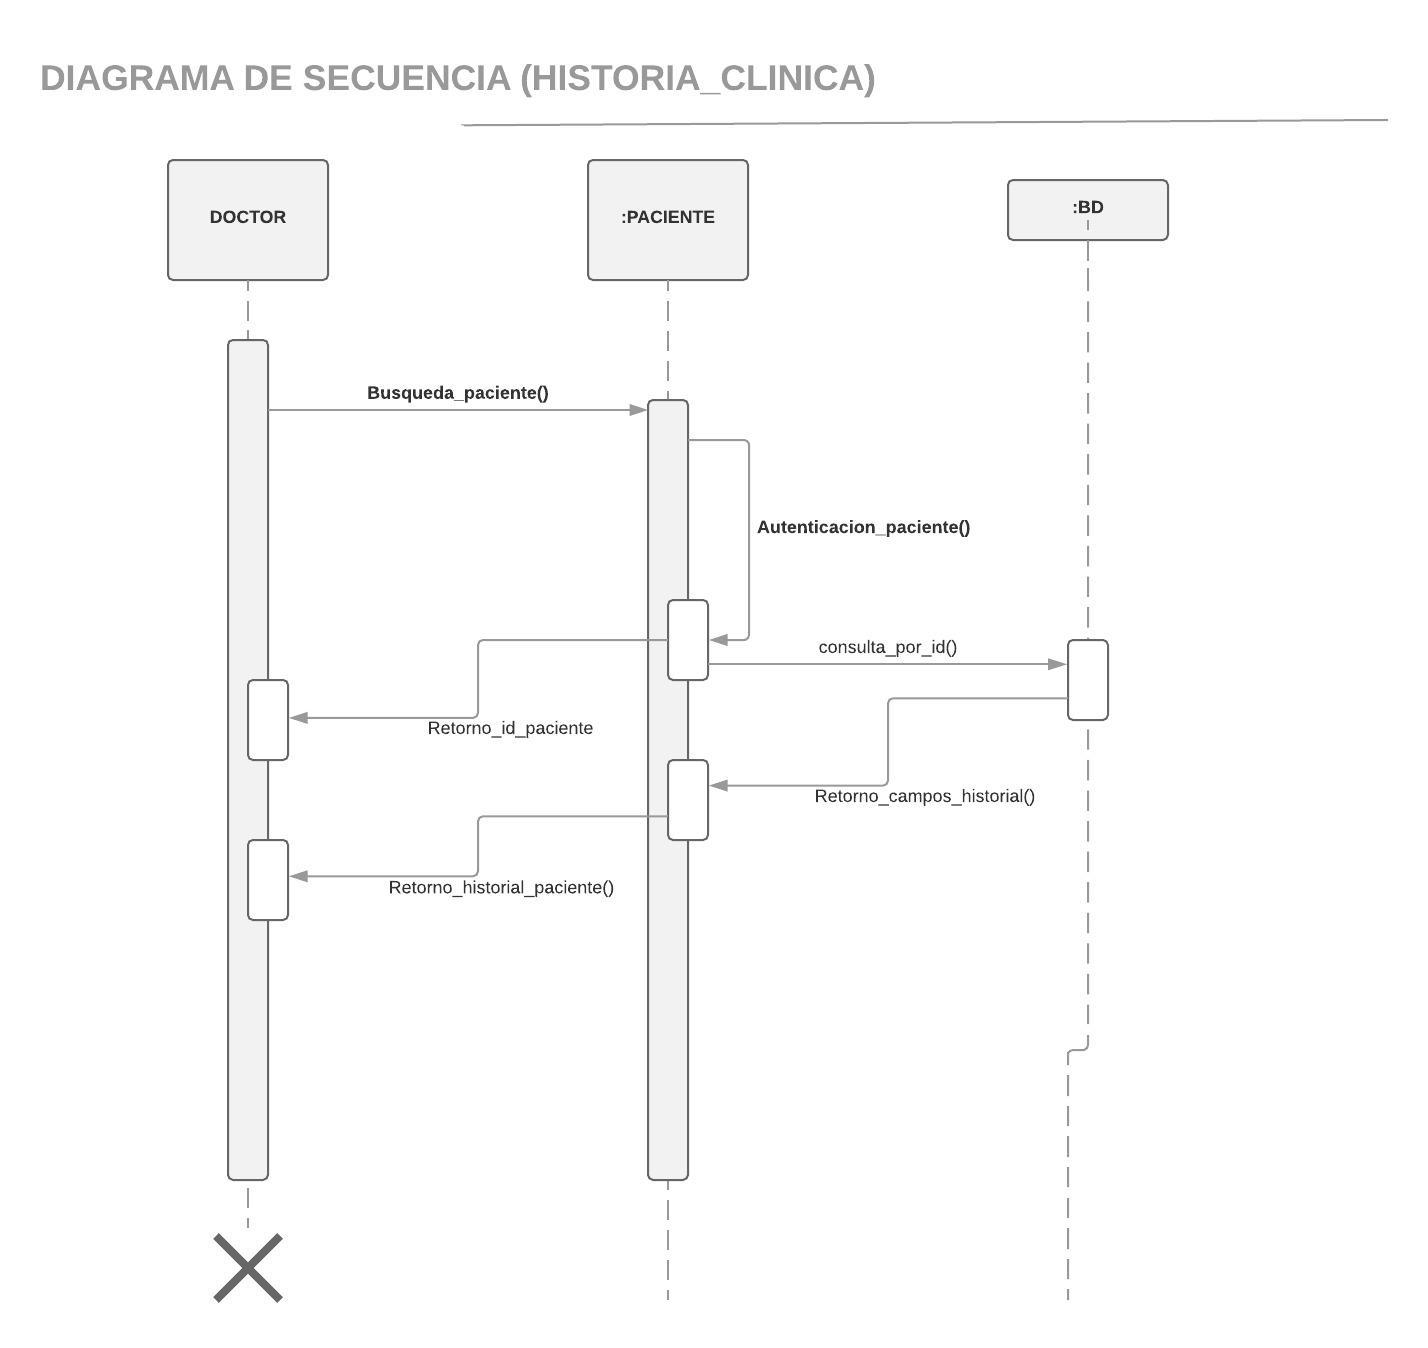 DIAGRAMA DE SECUENCIA (HISTORIA_CLINICA)
DOCTOR
:PACIENTE
:BD
Busqueda_paciente()
Autenticacion_paciente()
consulta_por_id()
Retorno_id_paciente
Retorno_campos_historial()
Retorno_historial_paciente()